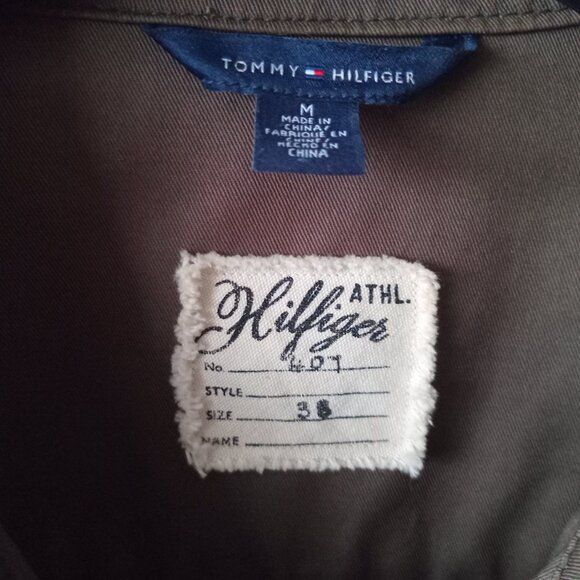 TOMMY HILFIGER
M
MADE IN
CHINA/
FABRIQUÉ EN
CHINE/
HECHO EN
CHINA
Hilfiger ATHL.
No. 407
STYLE
SIZE 38
NAME